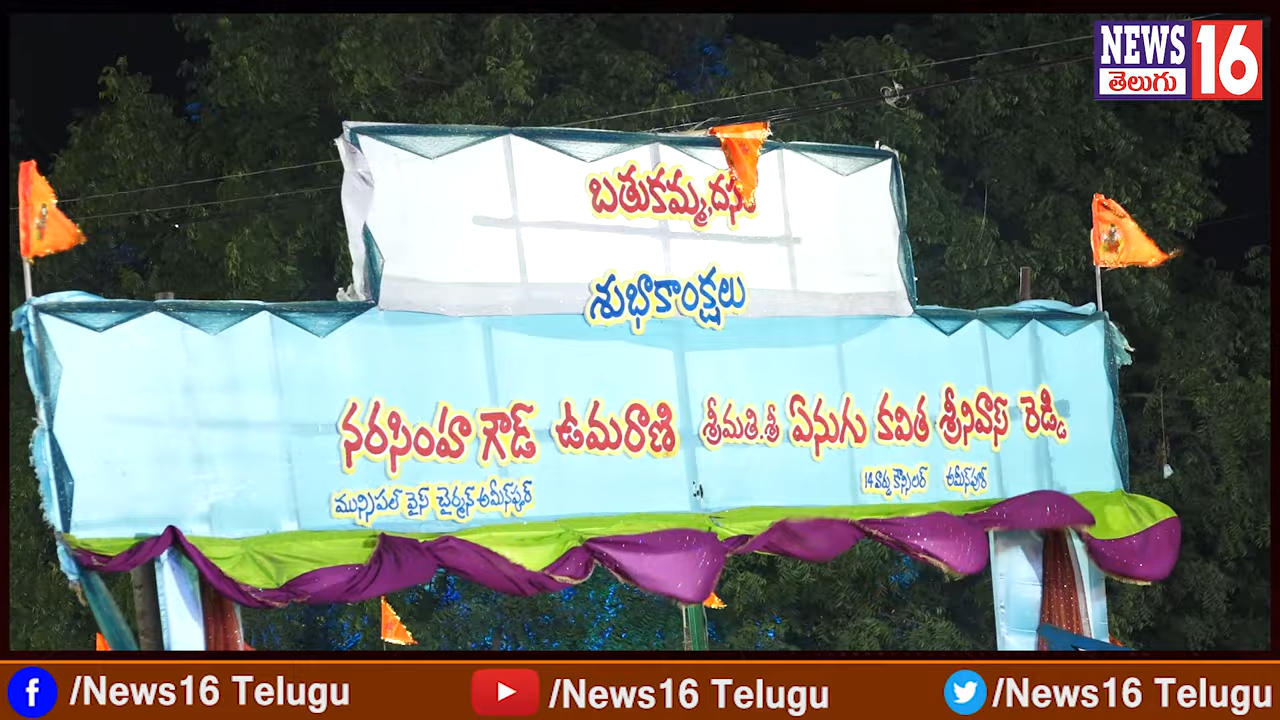 NEWS 16
తెలుగు
బతుకమ్మ,
శుభాకాంక్షలు
నరసింహ గౌడ్ ఉమరాణి
మున్సిపల్ వైస్ చైర్మన్ అమీన్పూర్
శ్రీమతి.శ్రీ ఏనుగు కవిత శ్రీనివాస్ రెడ్డి
14 వార్డు కౌన్సిలర్ అమీన్‌పూర్
/News16 Telugu
/News16 Telugu
/News16 Telugu